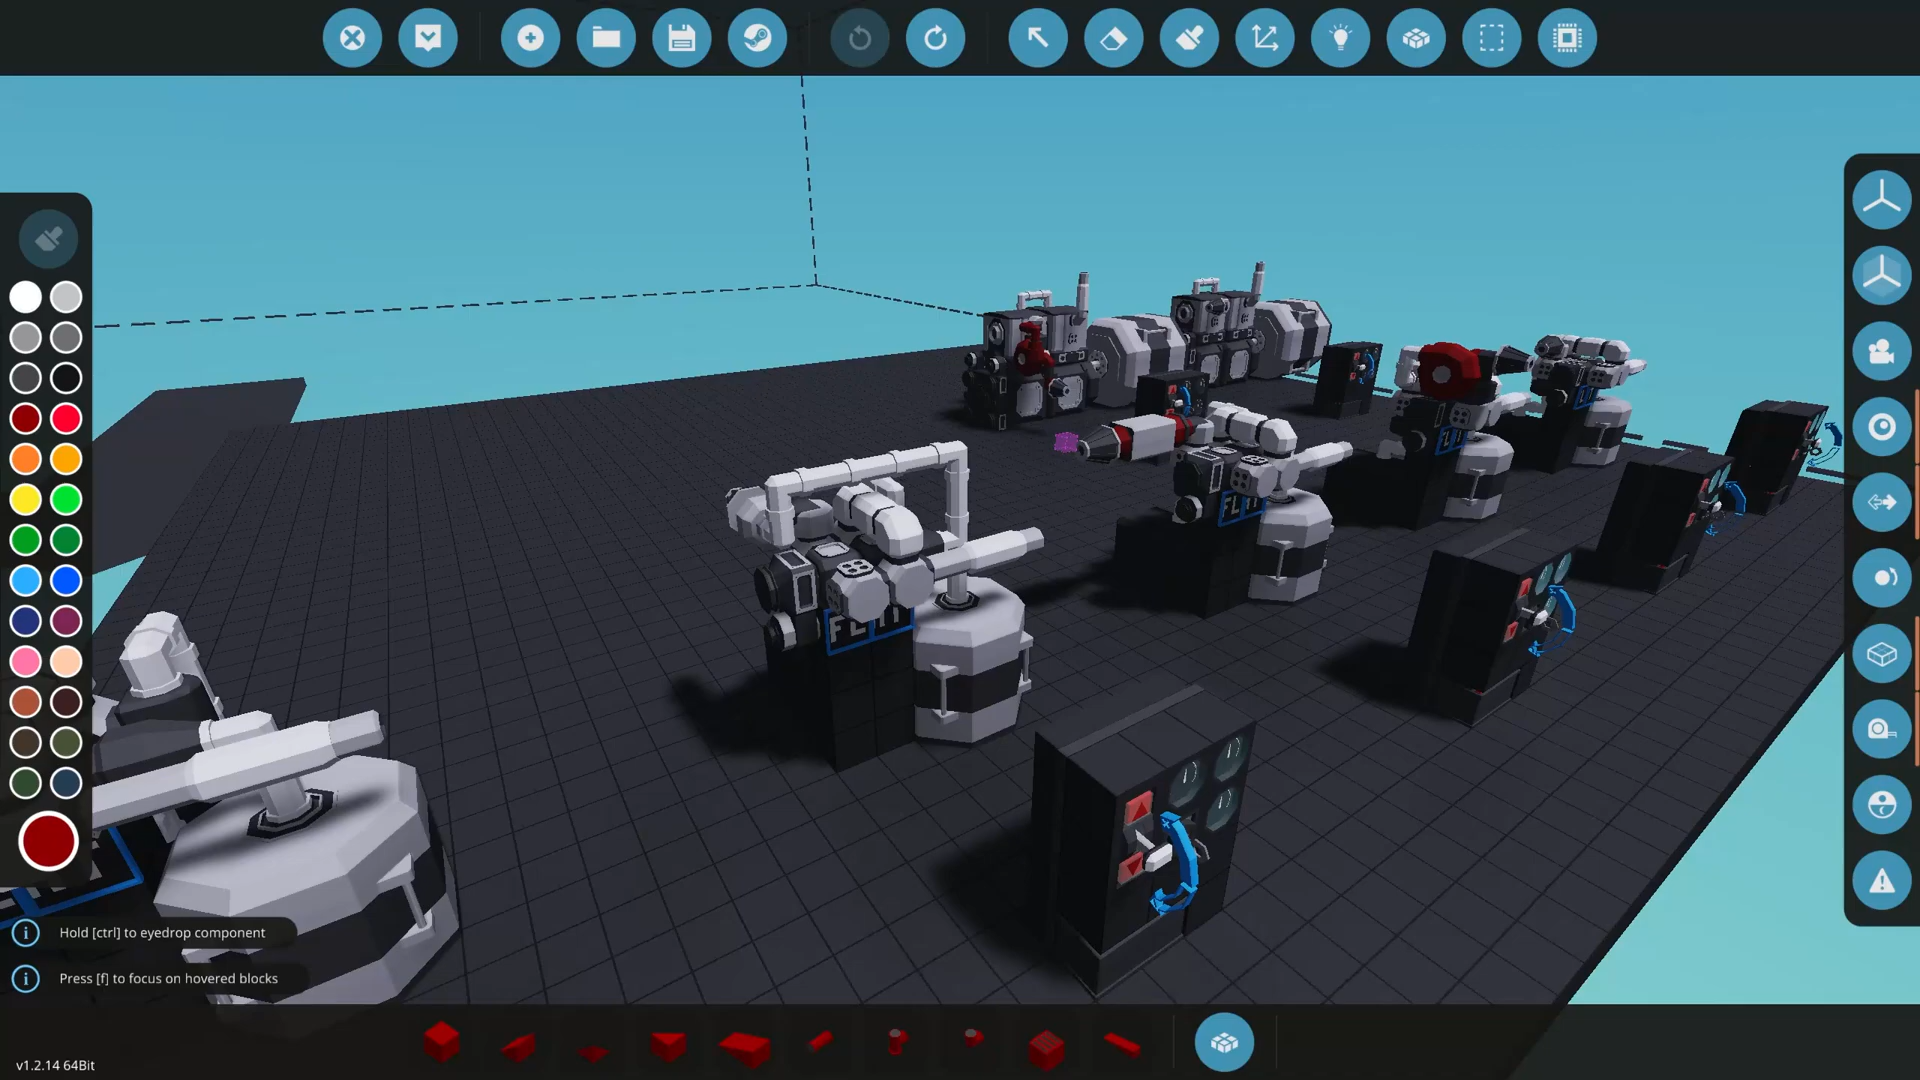 Hold [ctrl] to eyedrop component
Press [f] to focus on hovered blocks
v1.2.14 64Bit